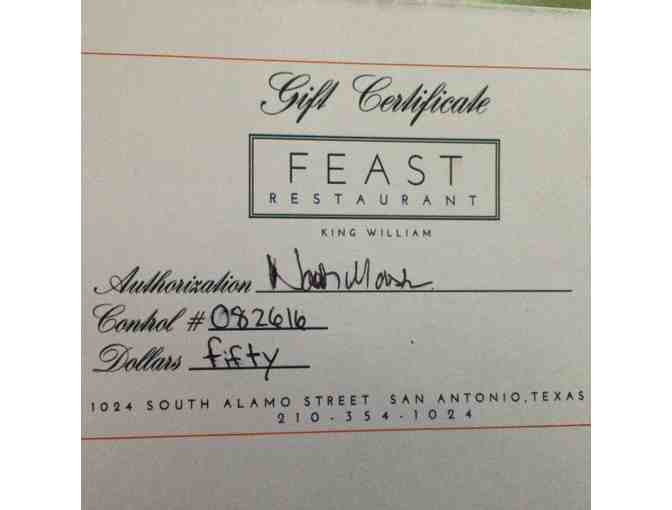 Gift Certificate
FEAST
RESTAURANT
KING WILLIAM
Authorization
Control # 082616
Dollars fifty
1024 SOUTH ALAMO STREET SAN ANTONIO, TEXAS
210-354-1024